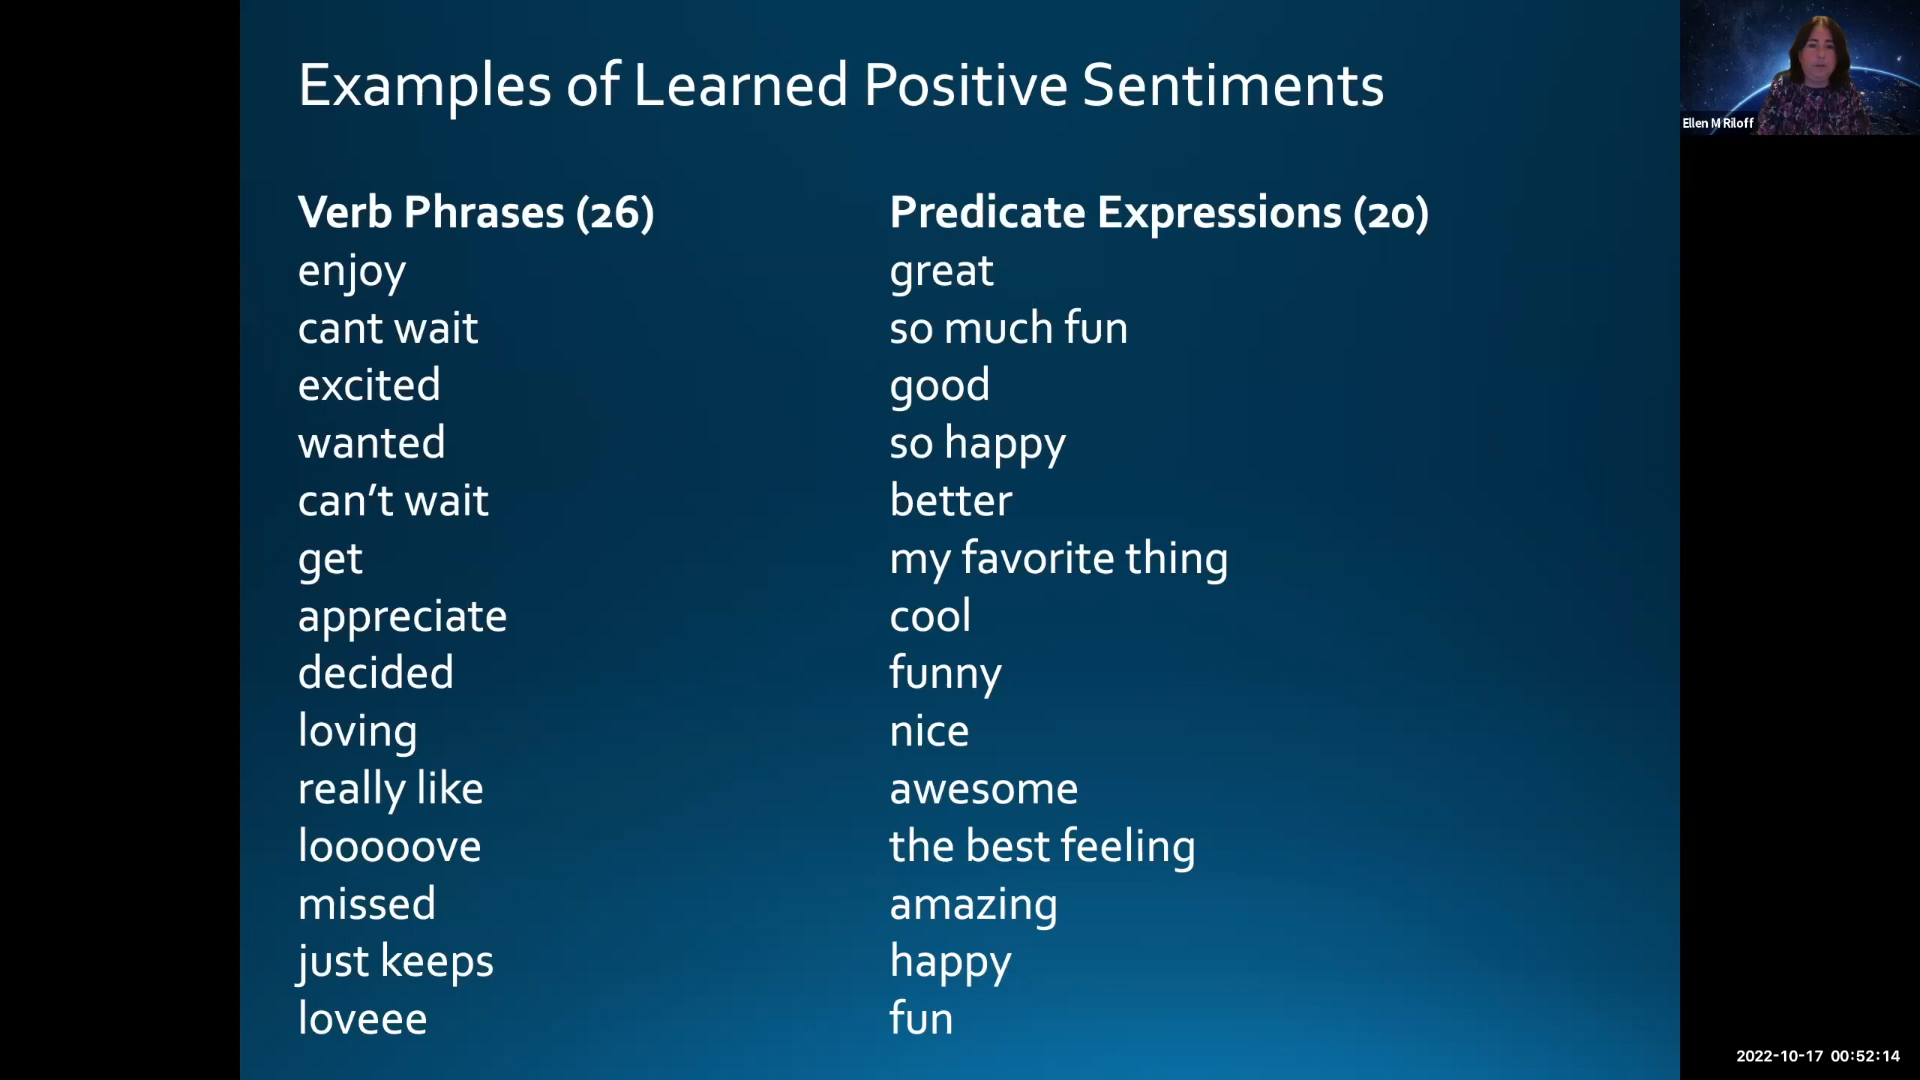 Examples of Learned Positive Sentiments
Ellen M Riloff
Verb Phrases (26)
enjoy
cant wait
excited
wanted
can’t wait
get
appreciate
decided
loving
really like
looooove
missed
just keeps
loveee
Predicate Expressions (20)
great
so much fun
good
so happy
better
my favorite thing
cool
funny
nice
awesome
the best feeling
amazing
happy
fun
2022-10-17 00:52:14